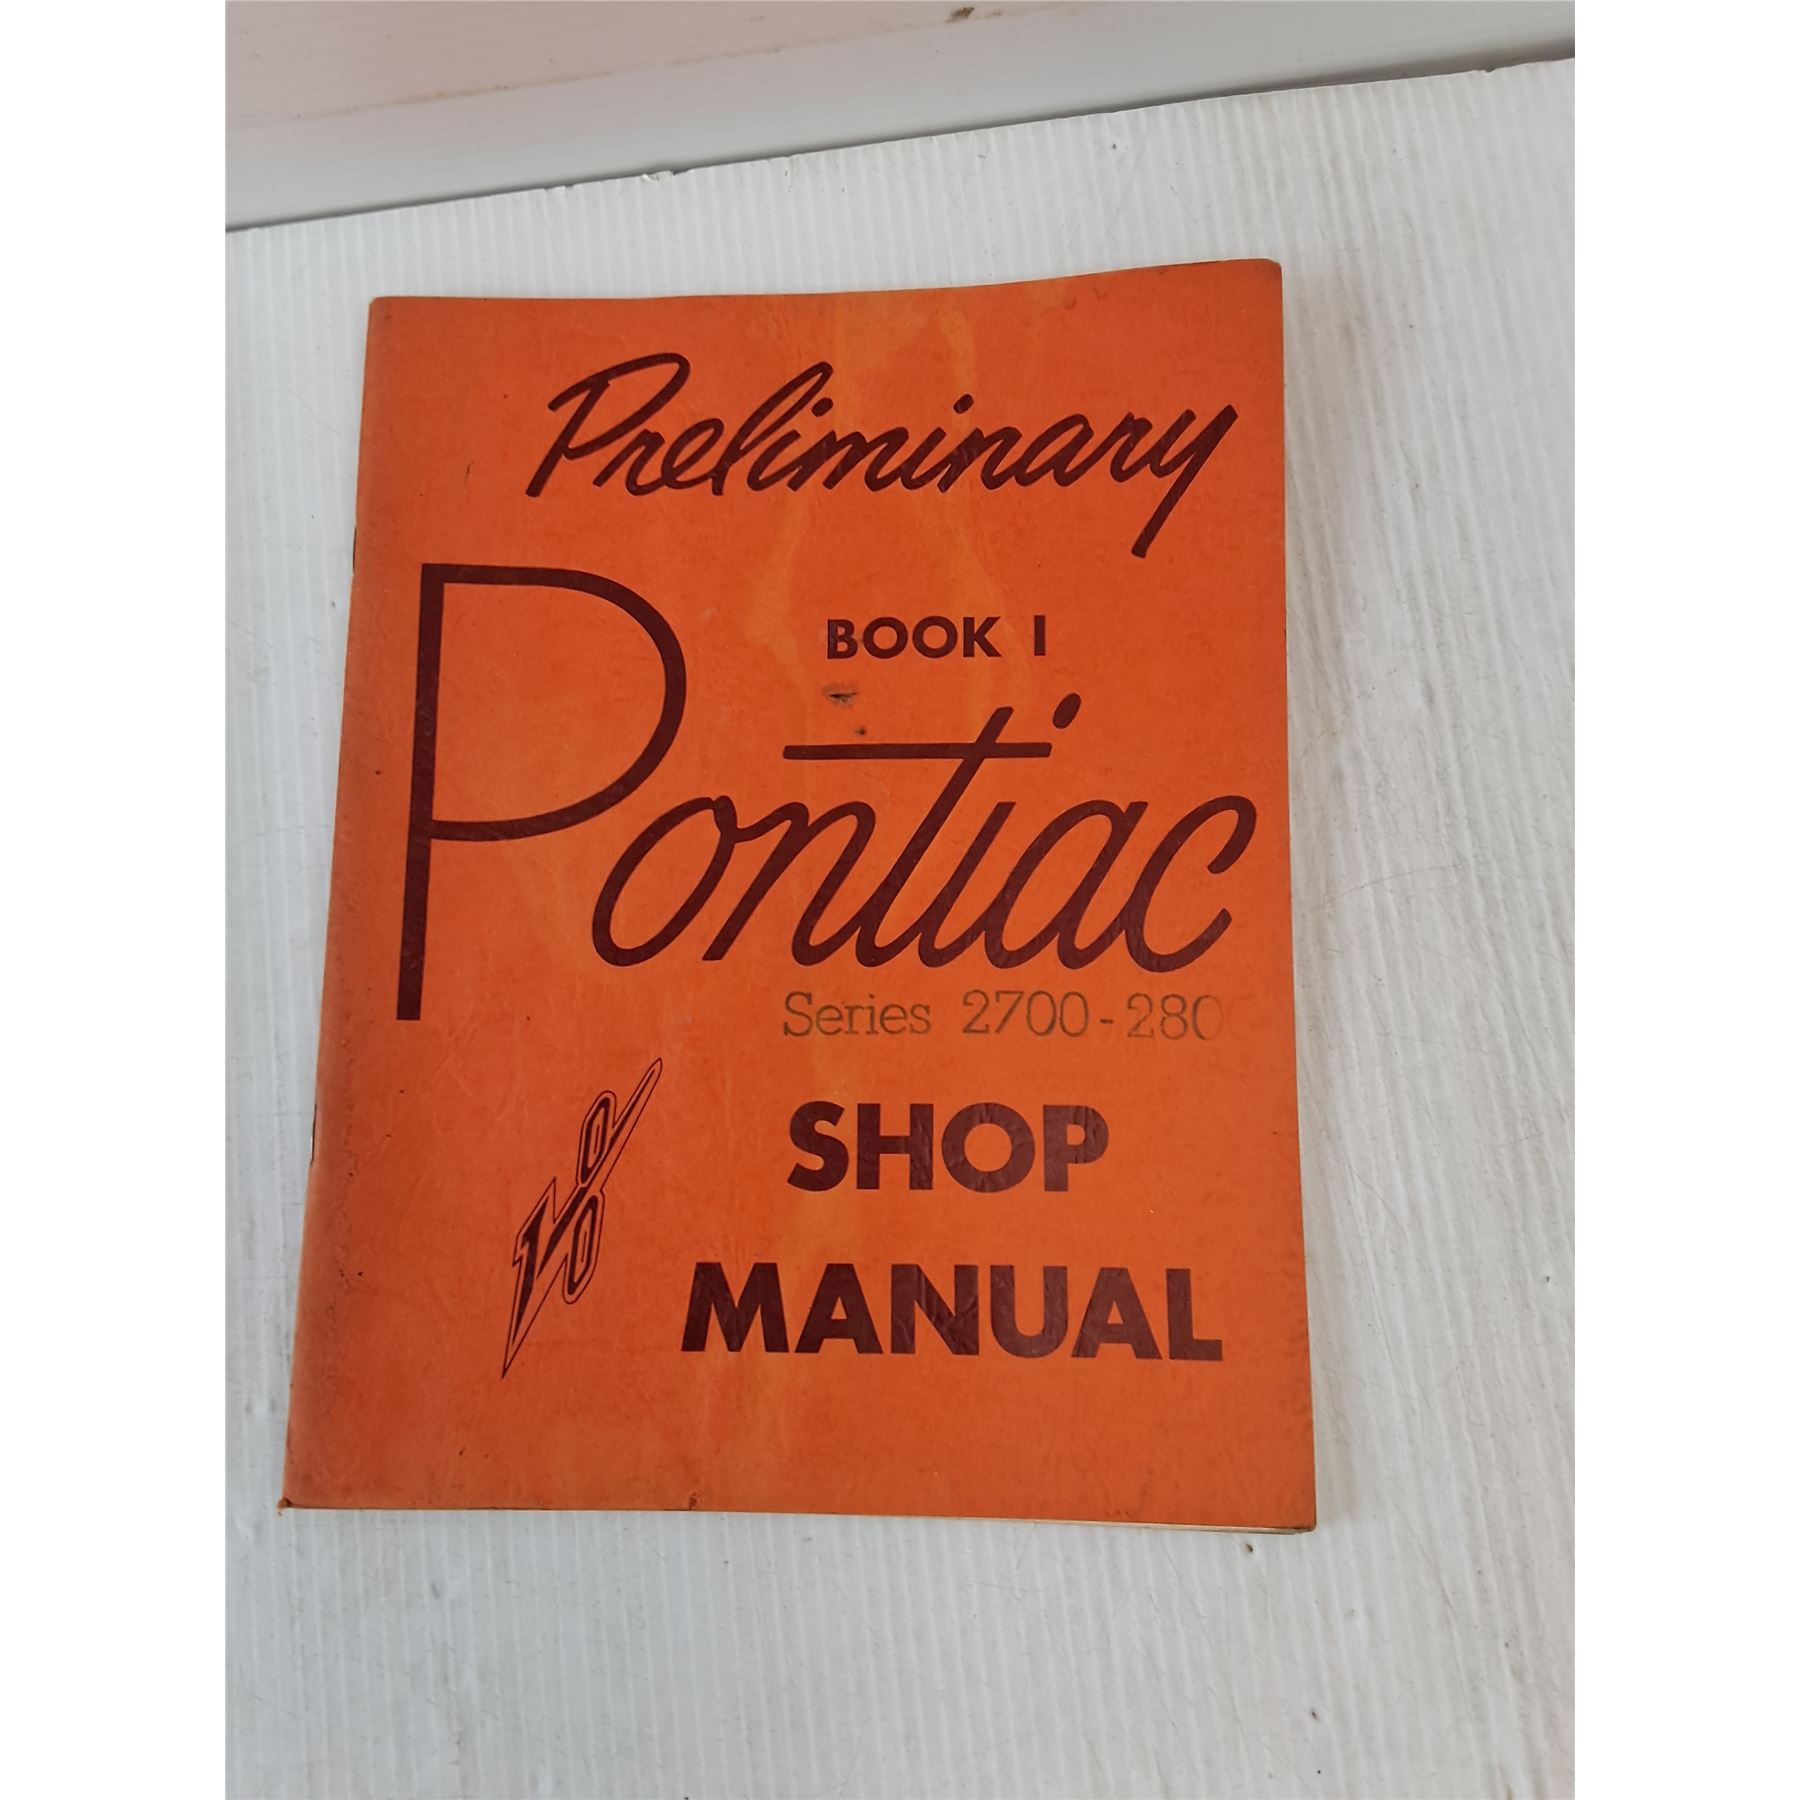 Preliminary
BOOK I
Pontiac
Series 2700-280
SHOP
V8
MANUAL